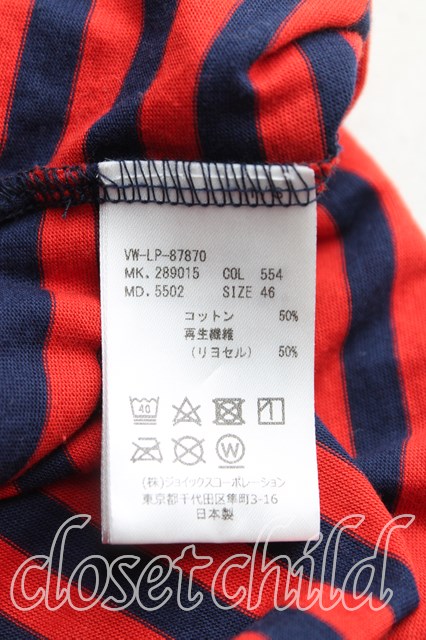 VW-LP-87870
MK. 289015 COL 554
MD. 5502 SIZE 46
コットン 50%
再生繊維
(リヨセル) 50%
40
W
(株)ジョイックスコーポレーション
東京都千代田区隼町3-16
日本製
closetchild